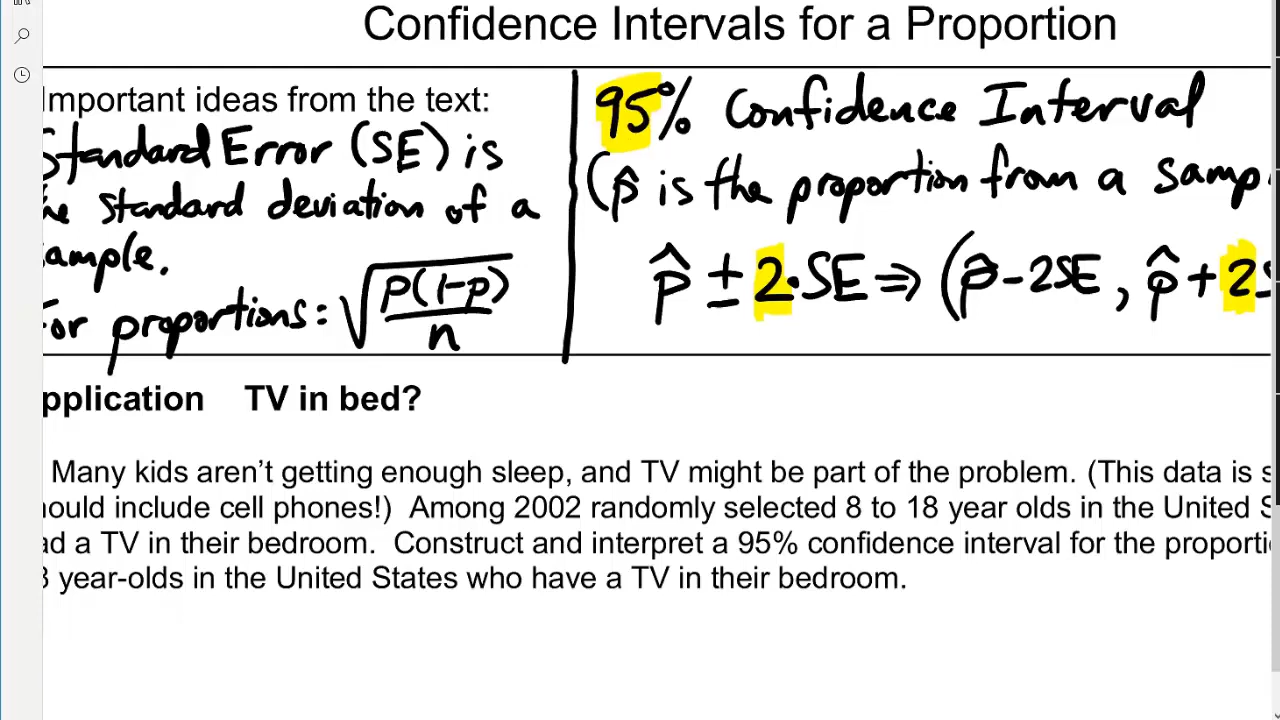 Confidence Intervals for a Proportion
Important ideas from the text:
Standard Error (SE) is
he standard deviation of a
ample.
For proportions: √(p(1-p)/n)
95% Confidence Interval
(p̂ is the proportion from a samp
p̂ ± 2·SE ⇒ (p̂-2SE, p̂+2S
pplication TV in bed?
Many kids aren't getting enough sleep, and TV might be part of the problem. (This data is s
hould include cell phones!) Among 2002 randomly selected 8 to 18 year olds in the United S
ad a TV in their bedroom. Construct and interpret a 95% confidence interval for the proporti
8 year-olds in the United States who have a TV in their bedroom.